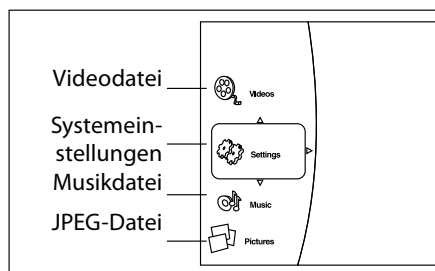 Videodatei
Systemein-
stellungen
Musikdatei
JPEG-Datei
Videos
Settings
Music
Pictures